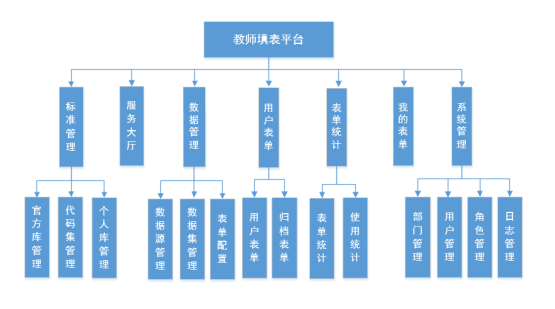 教师填表平台
标准管理
服务大厅
数据管理
用户表单
表单统计
我的表单
系统管理
官方库管理
代码集管理
个人库管理
数据源管理
数据集管理
表单配置
用户表单
归档表单
表单统计
使用统计
部门管理
用户管理
角色管理
日志管理